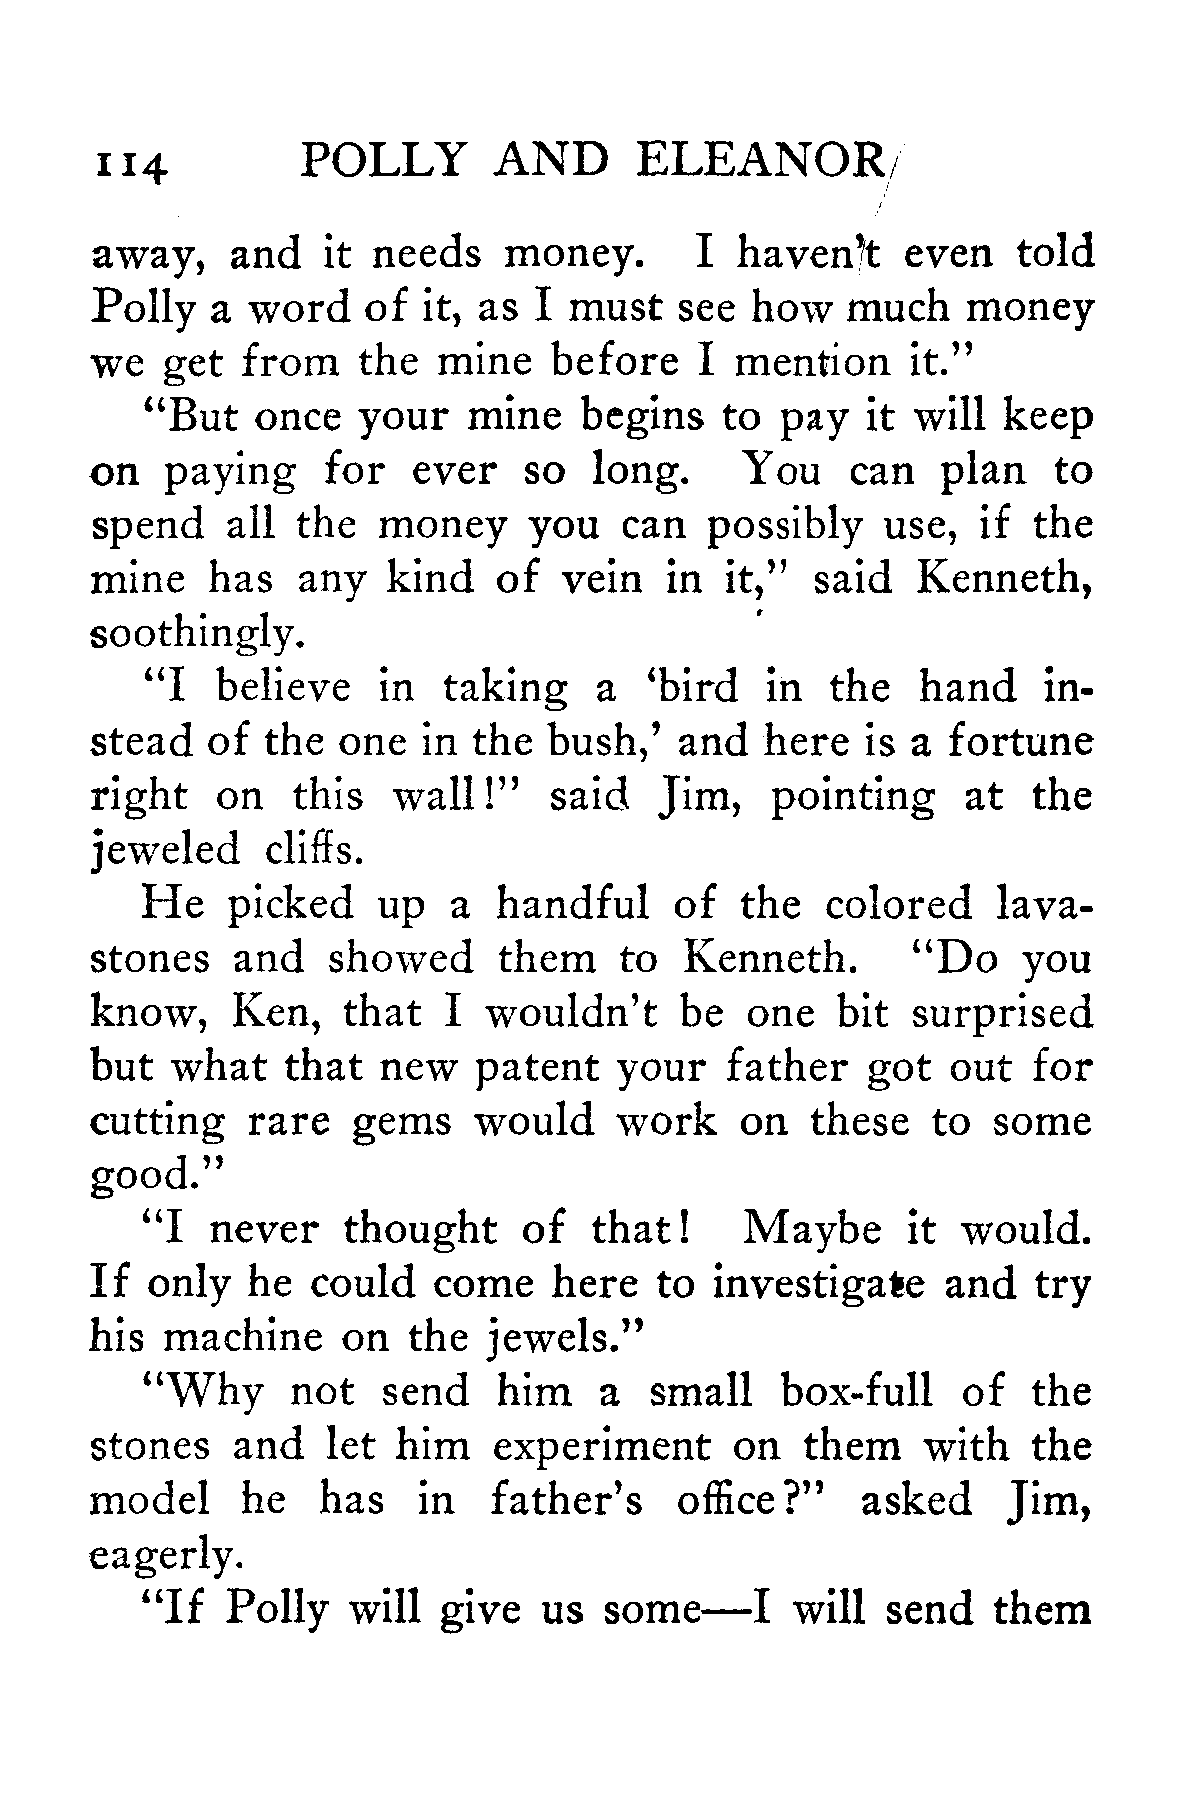 114 POLLY AND ELEANOR
away, and it needs money. I haven't even told
Polly a word of it, as I must see how much money
we get from the mine before I mention it."
"But once your mine begins to pay it will keep
on paying for ever so long. You can plan to
spend all the money you can possibly use, if the
mine has any kind of vein in it," said Kenneth,
soothingly.
"I believe in taking a 'bird in the hand in-
stead of the one in the bush,' and here is a fortune
right on this wall!" said Jim, pointing at the
jeweled cliffs.
He picked up a handful of the colored lava-
stones and showed them to Kenneth. "Do you
know, Ken, that I wouldn't be one bit surprised
but what that new patent your father got out for
cutting rare gems would work on these to some
good."
"I never thought of that! Maybe it would.
If only he could come here to investigate and try
his machine on the jewels."
"Why not send him a small box-full of the
stones and let him experiment on them with the
model he has in father's office?" asked Jim,
eagerly.
"If Polly will give us some—I will send them